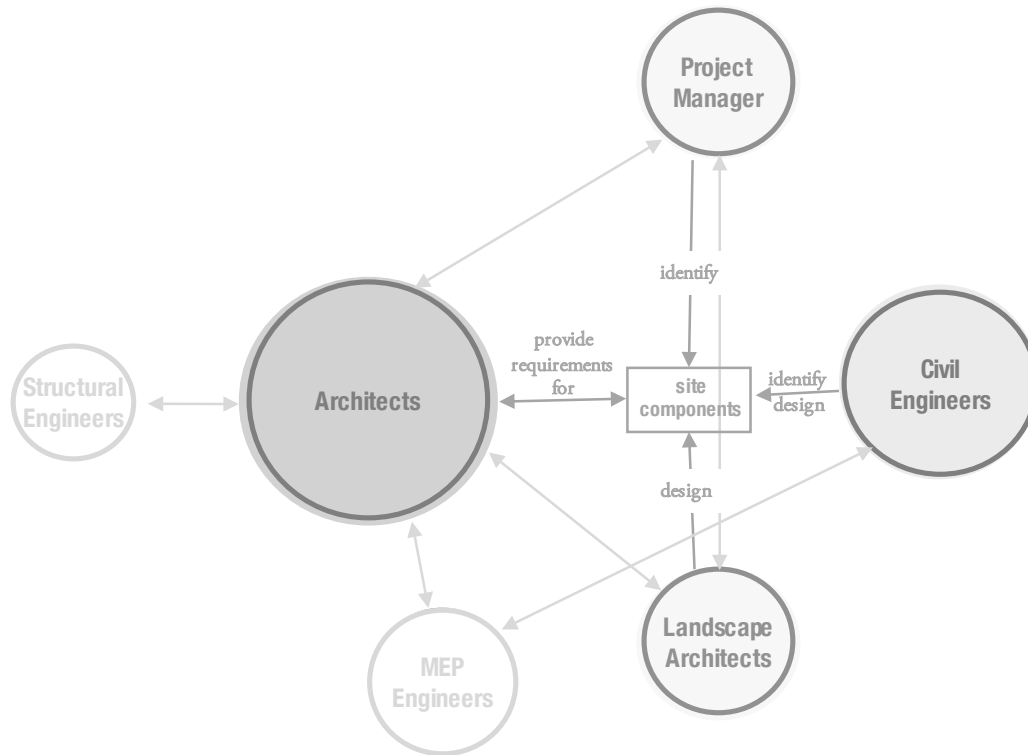 Project
Manager
identify
provide
requirements
for
site
components
identify
design
Civil
Engineers
Structural
Engineers
Architects
design
Landscape
Architects
MEP
Engineers